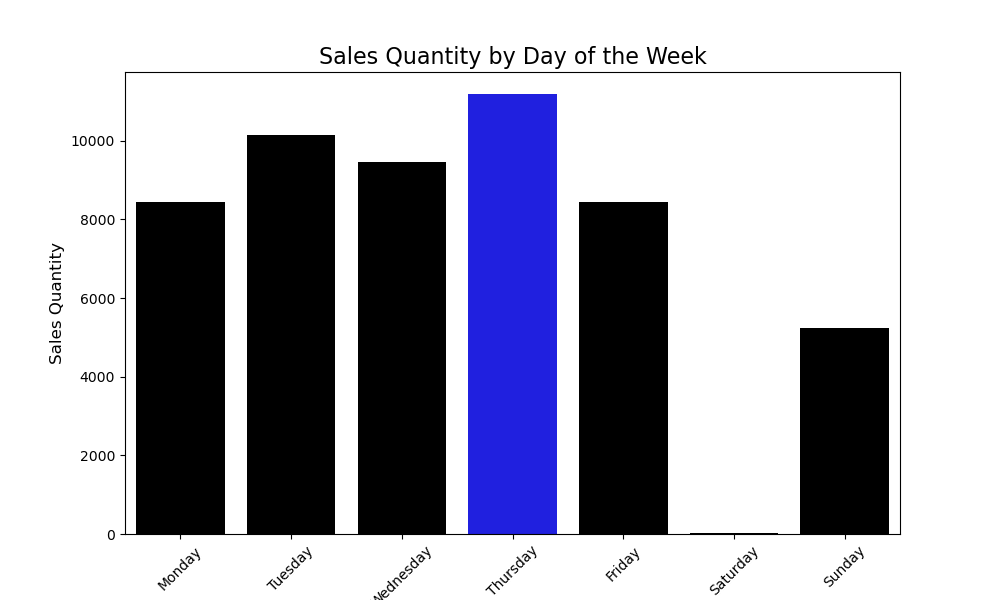 Sales Quantity by Day of the Week
Sales Quantity
10000
8000
6000
4000
2000
0
Monday
Tuesday
Wednesday
Thursday
Friday
Saturday
Sunday